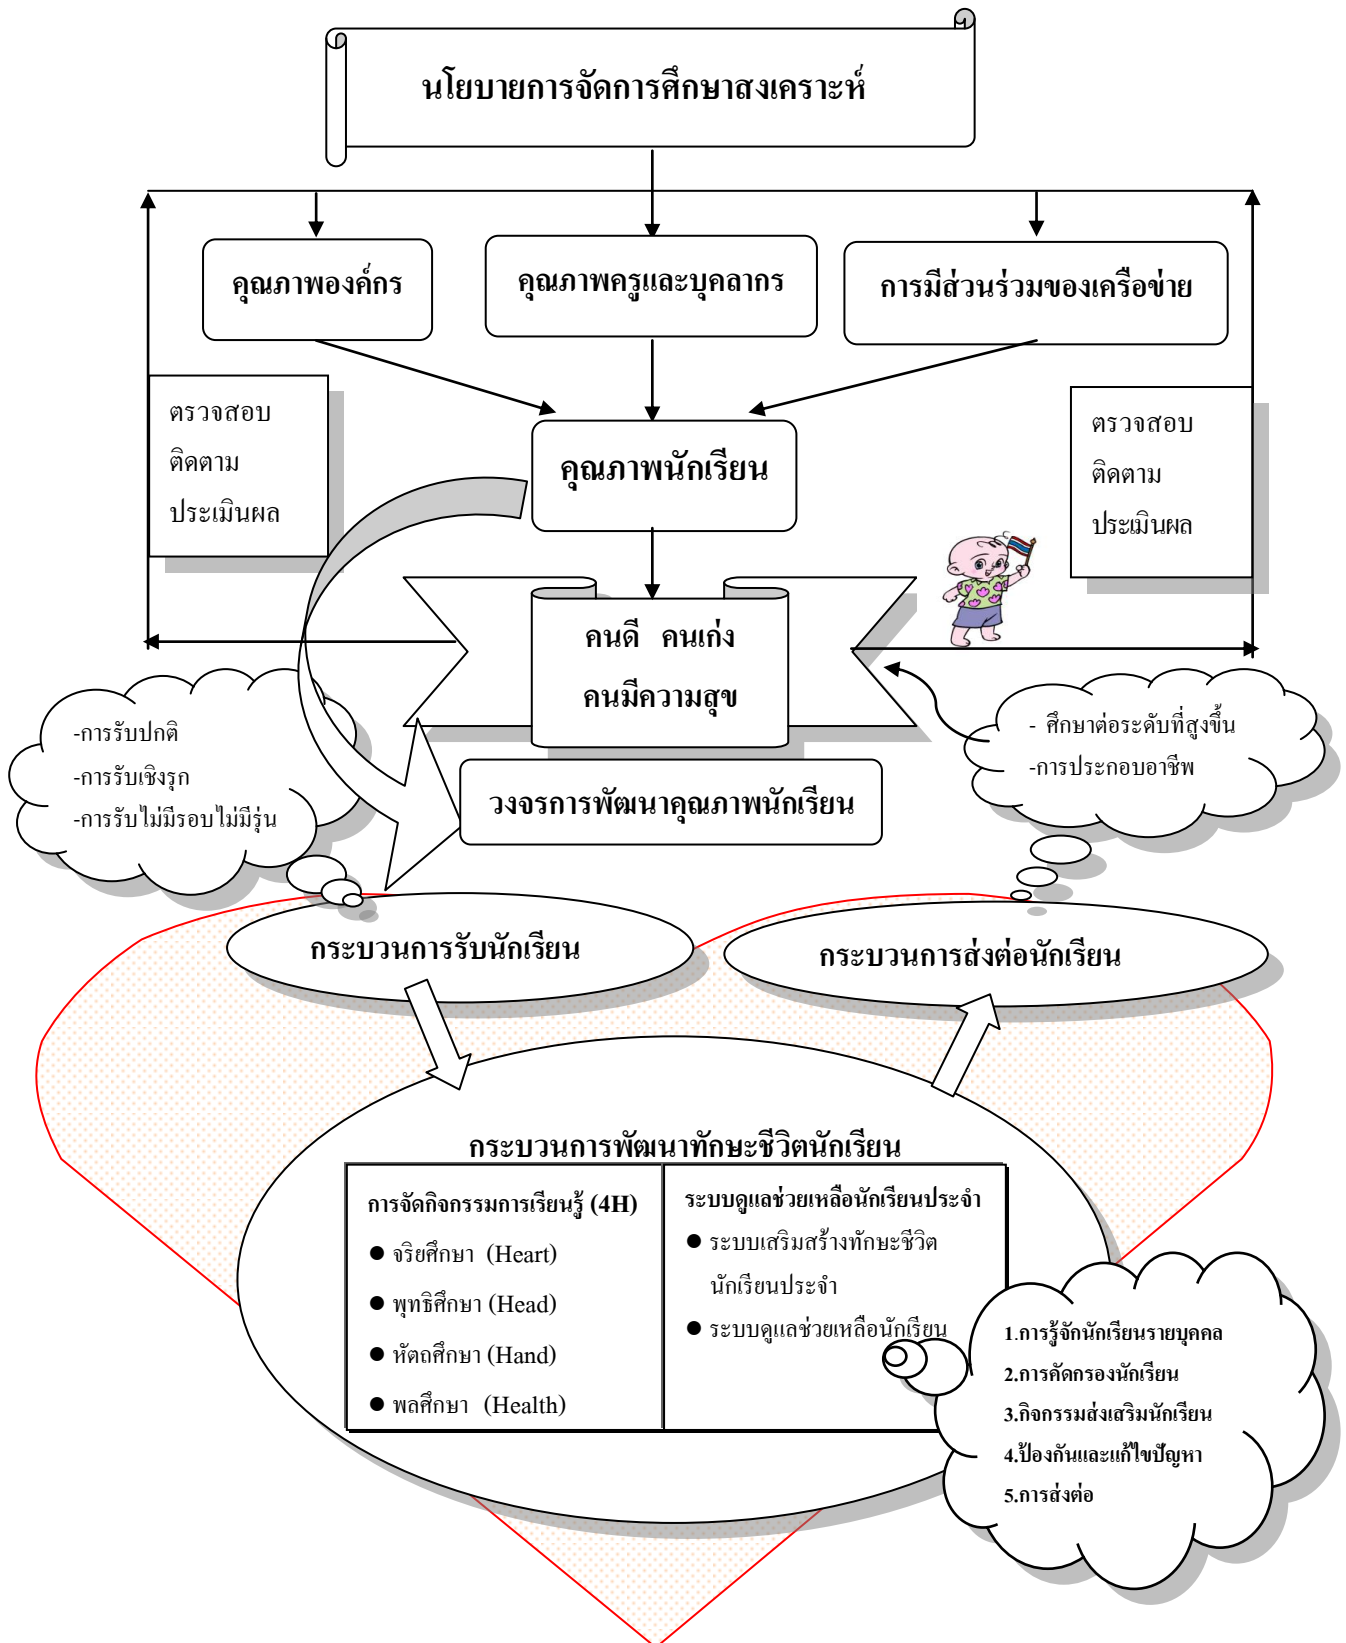 นโยบายการจัดการศึกษาสงเคราะห์
คุณภาพองค์กร
คุณภาพครูและบุคลากร
การมีส่วนร่วมของเครือข่าย
ตรวจสอบ
ติดตาม
ประเมินผล
คุณภาพนักเรียน
ตรวจสอบ
ติดตาม
ประเมินผล
คนดี คนเก่ง
คนมีความสุข
-การรับปกติ
-การรับเชิงรุก
-การรับไม่มีรอบไม่มีรุ่น
- ศึกษาต่อระดับที่สูงขึ้น
-การประกอบอาชีพ
วงจรการพัฒนาคุณภาพนักเรียน
กระบวนการรับนักเรียน
กระบวนการส่งต่อนักเรียน
กระบวนการพัฒนาทักษะชีวิตนักเรียน
การจัดกิจกรรมการเรียนรู้ (4H)
● จริยศึกษา (Heart)
● พุทธิศึกษา (Head)
● หัตถศึกษา (Hand)
● พลศึกษา (Health)
ระบบดูแลช่วยเหลือนักเรียนประจำ
● ระบบเสริมสร้างทักษะชีวิต
นักเรียนประจำ
● ระบบดูแลช่วยเหลือนักเรียน
1.การรู้จักนักเรียนรายบุคคล
2.การคัดกรองนักเรียน
3.กิจกรรมส่งเสริมนักเรียน
4.ป้องกันและแก้ไขปัญหา
5.การส่งต่อ